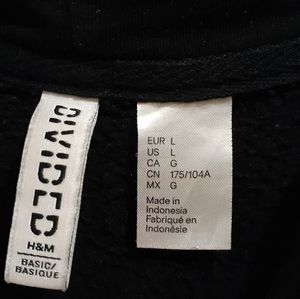 DIVIDED
H&M
BASIC/
BASIQUE
EUR L
US L
CA G
CN 175/104A
MX G
Made in
Indonesia
Fabriqué en
Indonésie